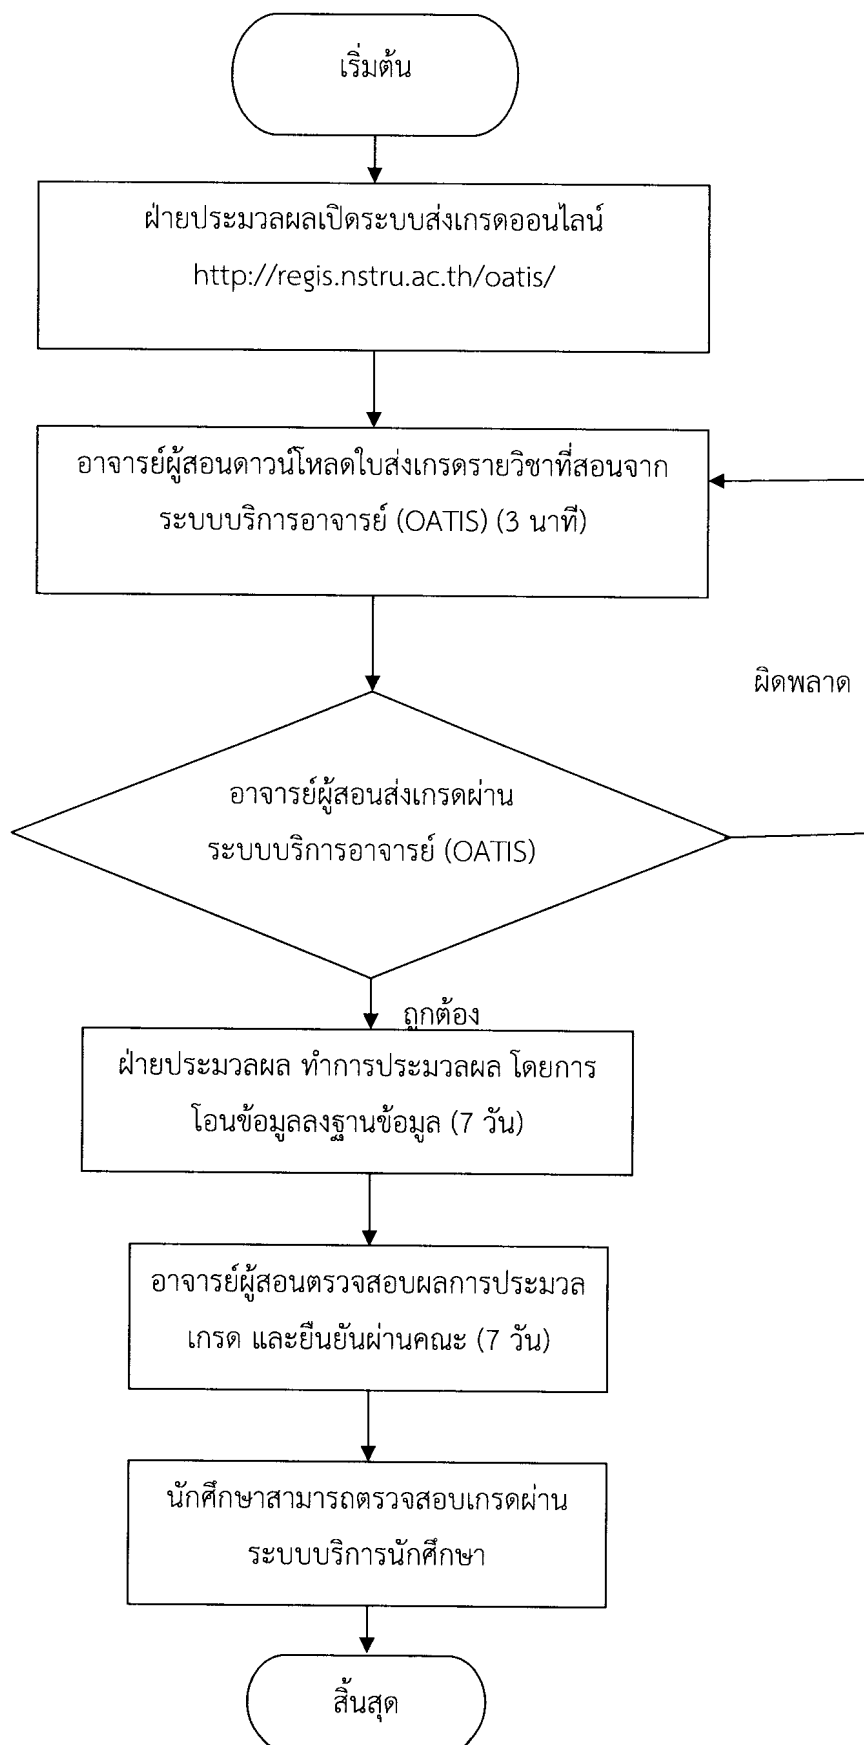 เริ่มต้น
ฝ่ายประมวลผลเปิดระบบส่งเกรดออนไลน์
http://regis.nstru.ac.th/oatis/
อาจารย์ผู้สอนดาวน์โหลดใบส่งเกรดรายวิชาที่สอนจาก
ระบบบริการอาจารย์ (OATIS) (3 นาที)
ผิดพลาด
อาจารย์ผู้สอนส่งเกรดผ่าน
ระบบบริการอาจารย์ (OATIS)
ถูกต้อง
ฝ่ายประมวลผล ทำการประมวลผล โดยการ
โอนข้อมูลลงฐานข้อมูล (7 วัน)
อาจารย์ผู้สอนตรวจสอบผลการประมวล
เกรด และยืนยันผ่านคณะ (7 วัน)
นักศึกษาสามารถตรวจสอบเกรดผ่าน
ระบบบริการนักศึกษา
สิ้นสุด